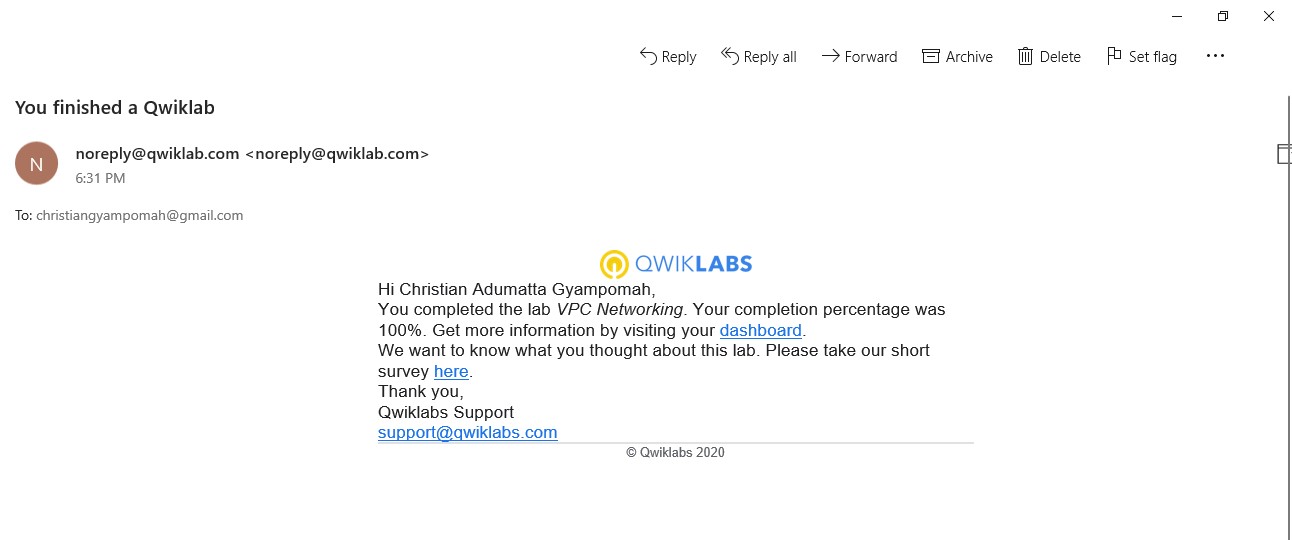 Reply
Reply all
Forward
Archive
Delete
Set flag
You finished a Qwiklab
N
noreply@qwiklab.com <noreply@qwiklab.com>
6:31 PM
To: christiangyampomah@gmail.com
QWIKLABS
Hi Christian Adumatta Gyampomah,
You completed the lab VPC Networking. Your completion percentage was
100%. Get more information by visiting your dashboard.
We want to know what you thought about this lab. Please take our short
survey here.
Thank you,
Qwiklabs Support
support@qwiklabs.com
© Qwiklabs 2020